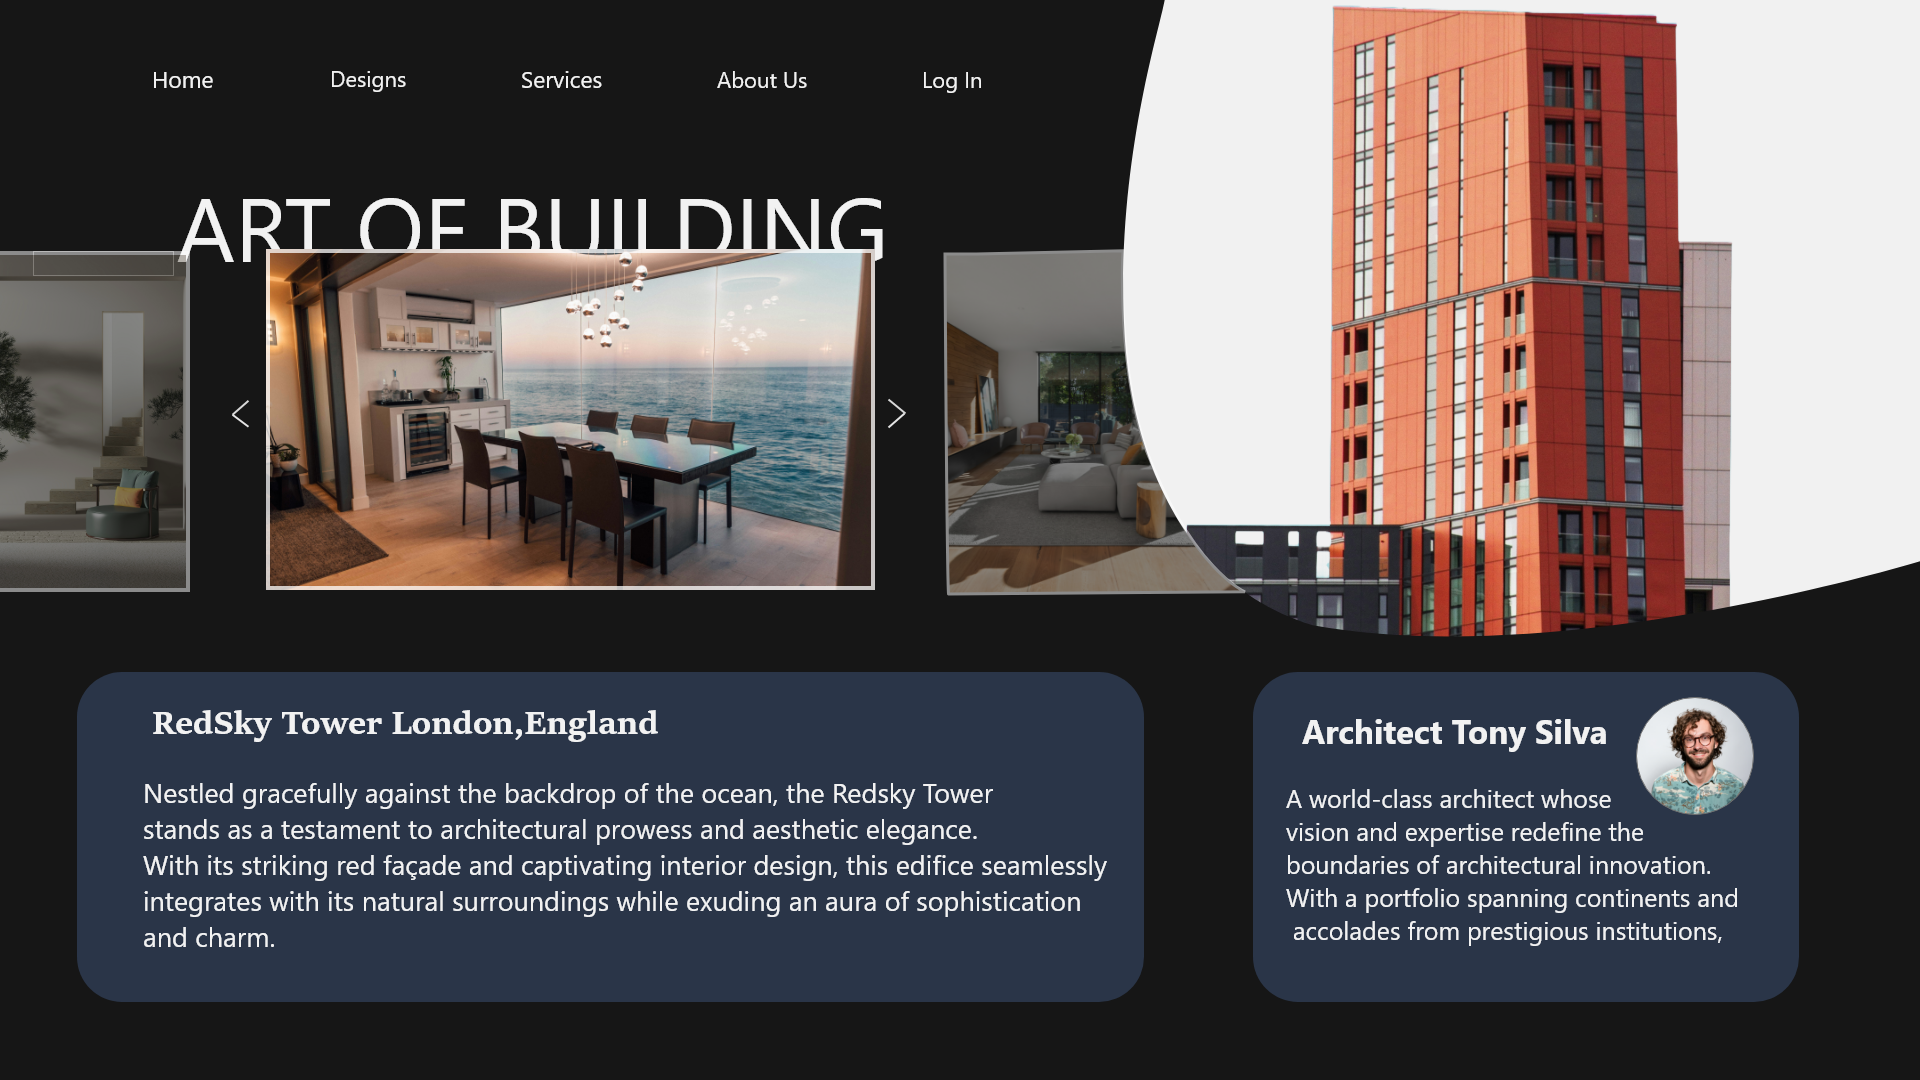 Home Designs Services About Us Log In
ART OF BUILDING
RedSky Tower London,England
Nestled gracefully against the backdrop of the ocean, the Redsky Tower
stands as a testament to architectural prowess and aesthetic elegance.
With its striking red façade and captivating interior design, this edifice seamlessly
integrates with its natural surroundings while exuding an aura of sophistication
and charm.
Architect Tony Silva
A world-class architect whose
vision and expertise redefine the
boundaries of architectural innovation.
With a portfolio spanning continents and
accolades from prestigious institutions,